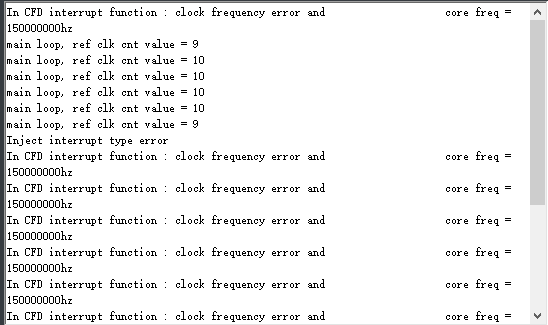 In CFD interrupt function : clock frequency error and                    core freq =
150000000hz
main loop, ref clk cnt value = 9
main loop, ref clk cnt value = 10
main loop, ref clk cnt value = 10
main loop, ref clk cnt value = 10
main loop, ref clk cnt value = 10
main loop, ref clk cnt value = 9
Inject interrupt type error
In CFD interrupt function : clock frequency error and                    core freq =
150000000hz
In CFD interrupt function : clock frequency error and                    core freq =
150000000hz
In CFD interrupt function : clock frequency error and                    core freq =
150000000hz
In CFD interrupt function : clock frequency error and                    core freq =
150000000hz
In CFD interrupt function : clock frequency error and                    core freq =
150000000hz
In CFD interrupt function : clock frequency error and                    core freq =